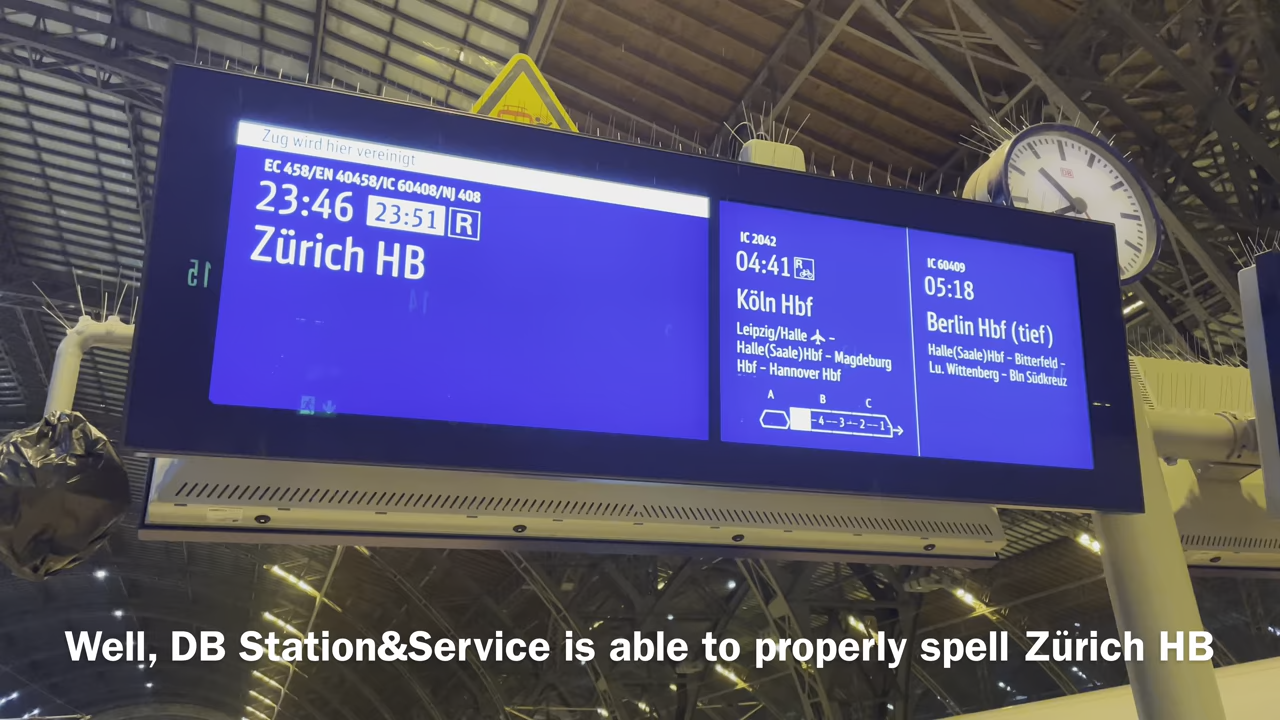 Zug wird hier vereinigt
EC 458/EN 40458/IC 60408/NJ 408
23:46 23:51 R
Zürich HB
15
14
IC 2042
04:41 R
Köln Hbf
Leipzig/Halle –
Halle(Saale)Hbf – Magdeburg
Hbf – Hannover Hbf
A B C
4 3 2 1
IC 60409
05:18
Berlin Hbf (tief)
Halle(Saale)Hbf – Bitterfeld –
Lu. Wittenberg – Bln Südkreuz
DB
Well, DB Station&Service is able to properly spell Zürich HB